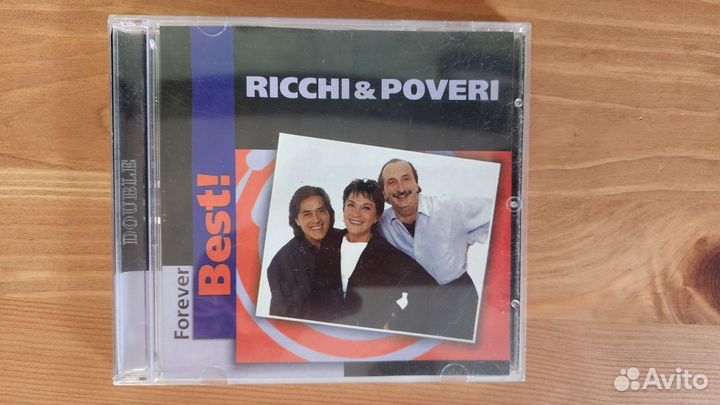 RICCHI & POVERI
DOUBLE
Forever
Best!
Avito